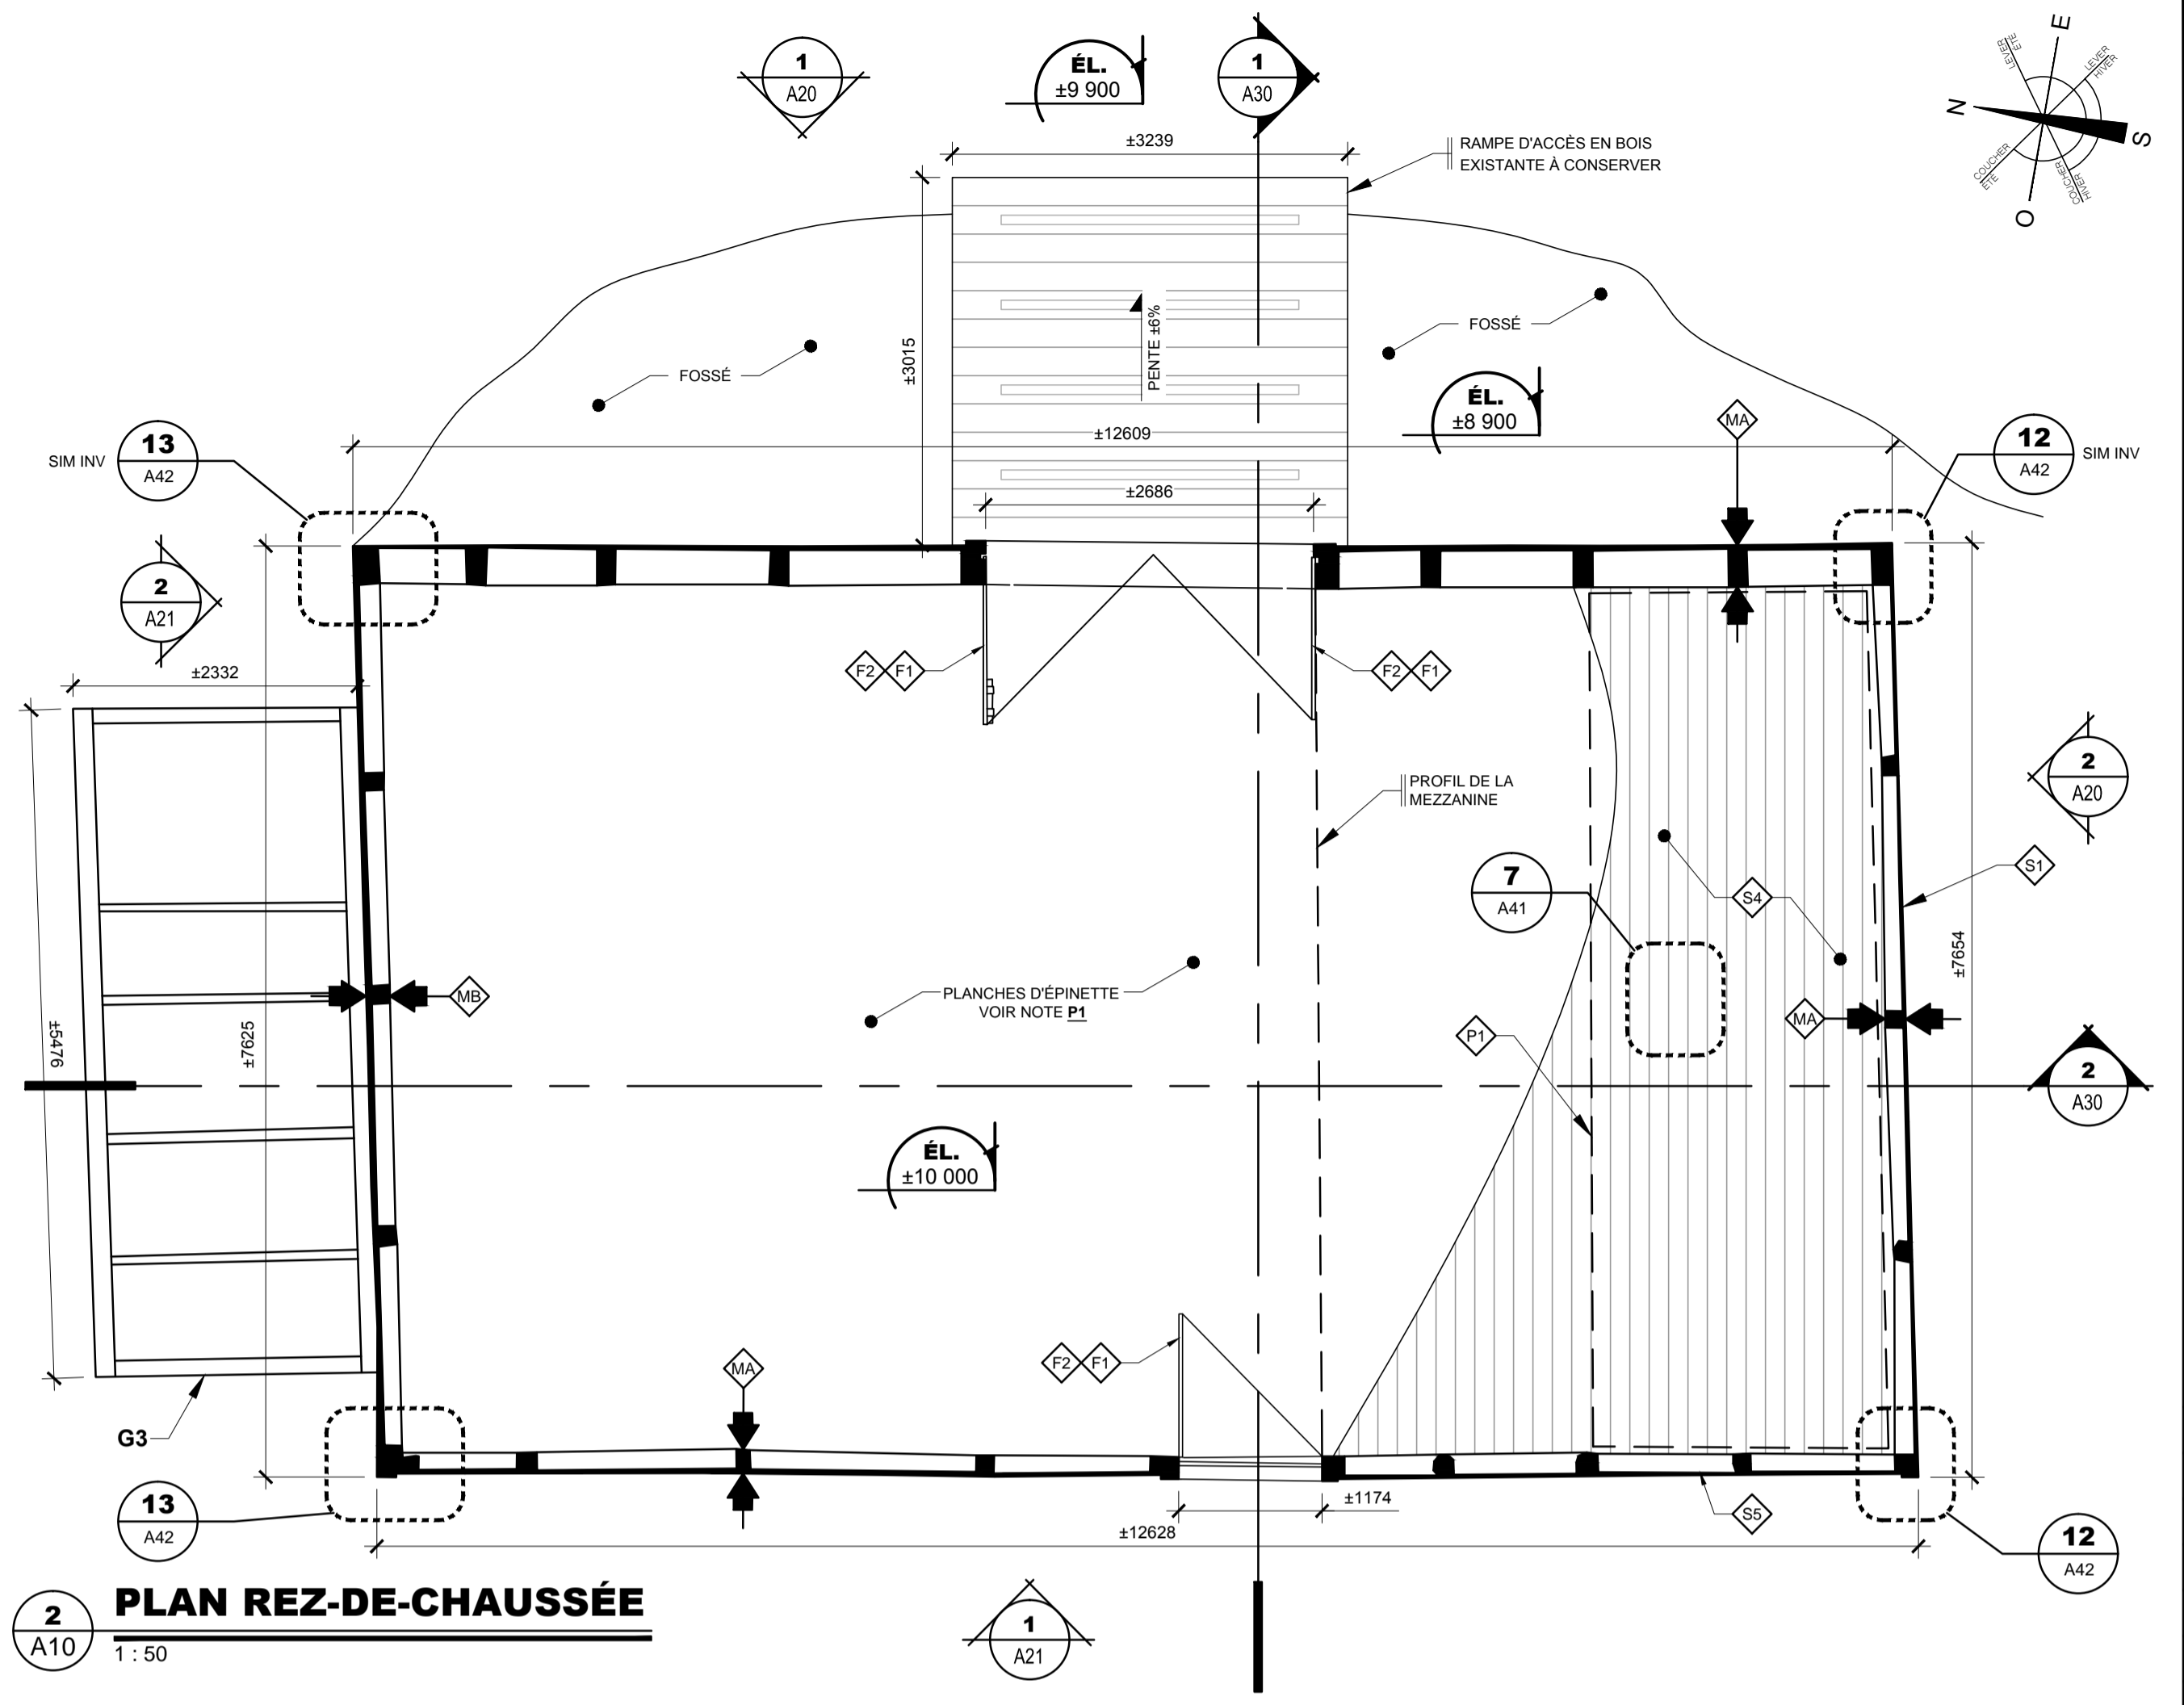 1
A20
ÉL.
±9 900
1
A30
E
LEVER
ÉTÉ
LEVER
HIVER
N
S
COUCHER
ÉTÉ
COUCHER
HIVER
O
±3239
RAMPE D'ACCÈS EN BOIS
EXISTANTE À CONSERVER
±3015
PENTE ±6%
FOSSÉ
FOSSÉ
ÉL.
±8 900
MA
SIM INV
13
A42
±12609
12
A42
SIM INV
±2686
2
A21
±2332
F2
F1
F2
F1
2
A20
PROFIL DE LA
MEZZANINE
7
A41
S4
S1
±7654
PLANCHES D'ÉPINETTE
VOIR NOTE P1
MB
MA
P1
±5476
±7625
2
A30
ÉL.
±10 000
F2
F1
MA
G3
13
A42
±1174
S5
±12628
12
A42
2
A10
PLAN REZ-DE-CHAUSSÉE
1 : 50
1
A21